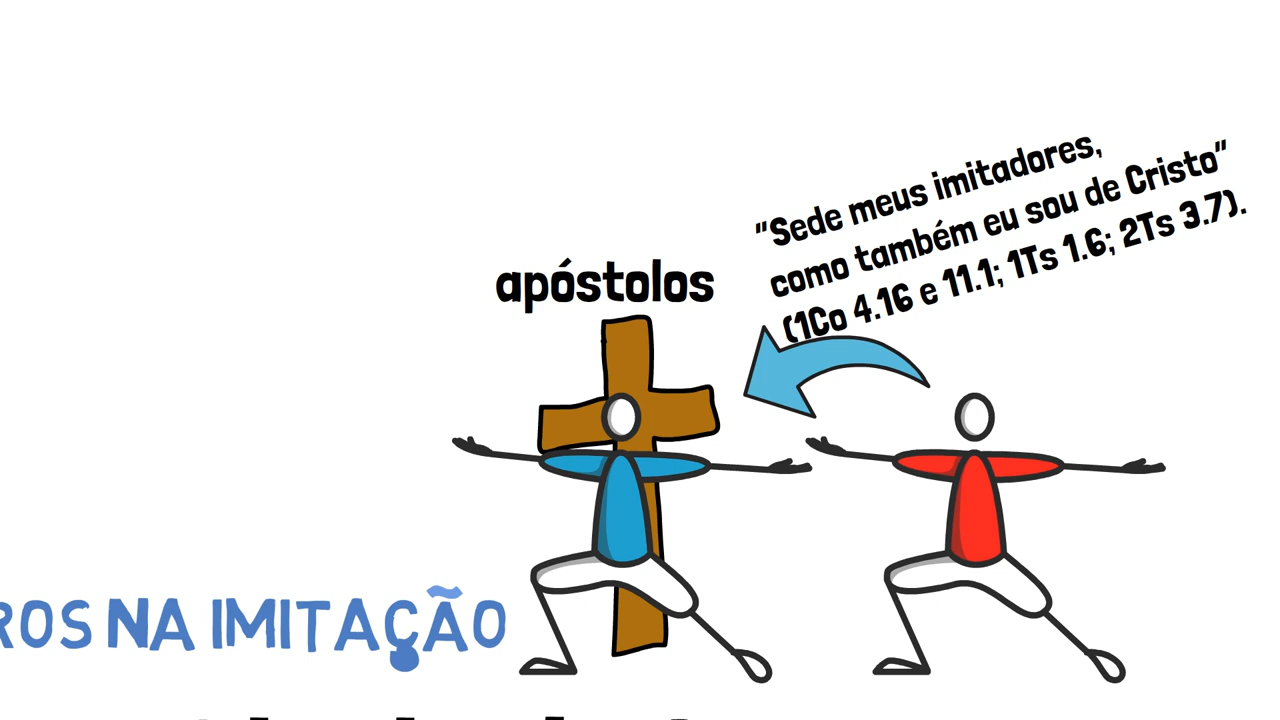 "Sede meus imitadores,
como também eu sou de Cristo"
(1Co 4.16 e 11.1; 1Ts 1.6; 2Ts 3.7).
apóstolos
NA IMITAÇÃO